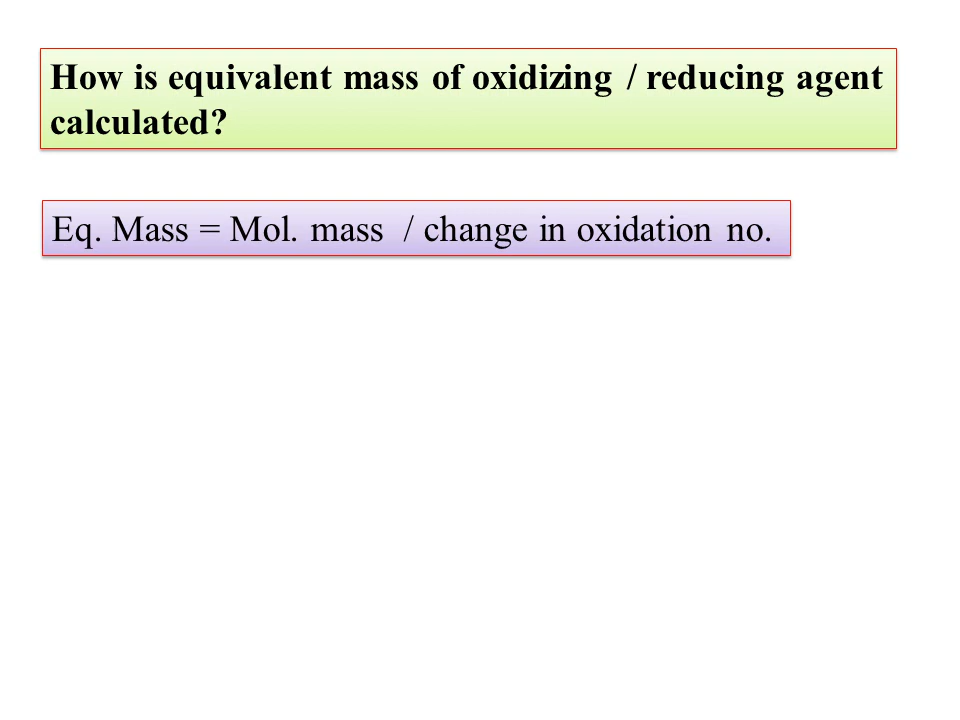 How is equivalent mass of oxidizing / reducing agent
calculated?
Eq. Mass = Mol. mass / change in oxidation no.